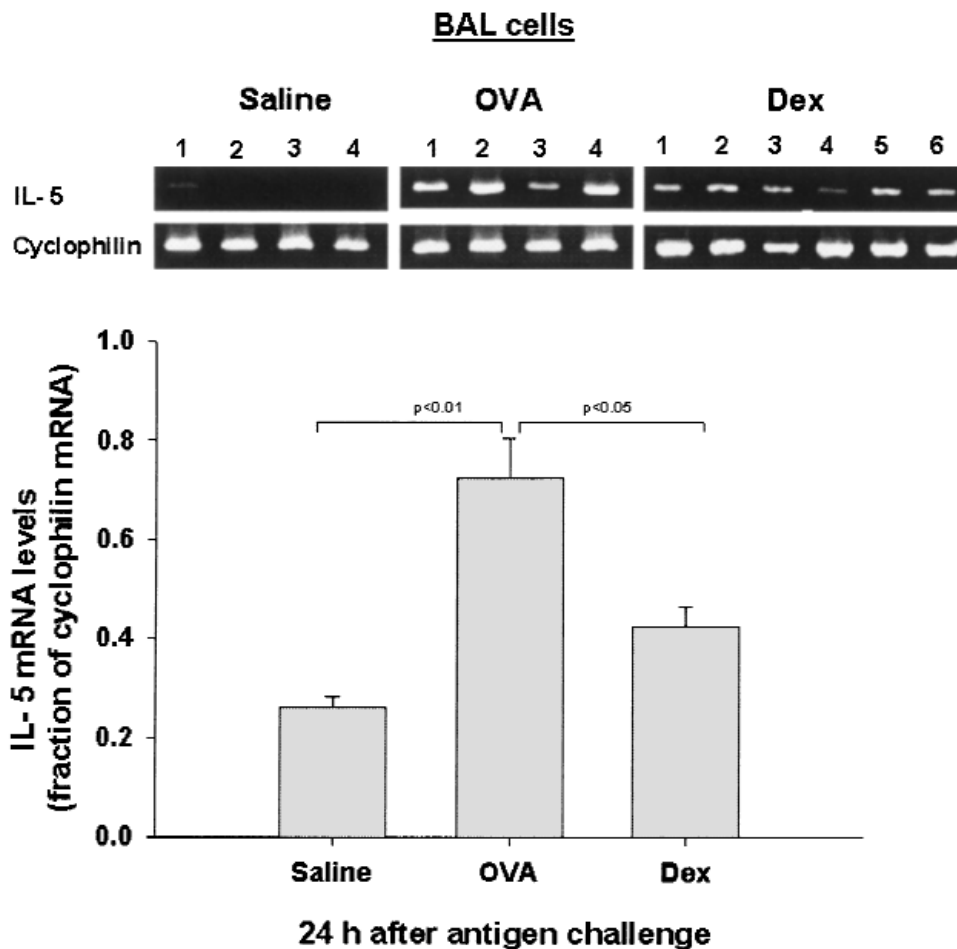 BAL cells
Saline OVA Dex
1 2 3 4 1 2 3 4 1 2 3 4 5 6
IL- 5
Cyclophilin
1.0
0.8
0.6
0.4
0.2
0.0
IL- 5 mRNA levels
(fraction of cyclophilin mRNA)
p<0.01 p<0.05
Saline OVA Dex
24 h after antigen challenge